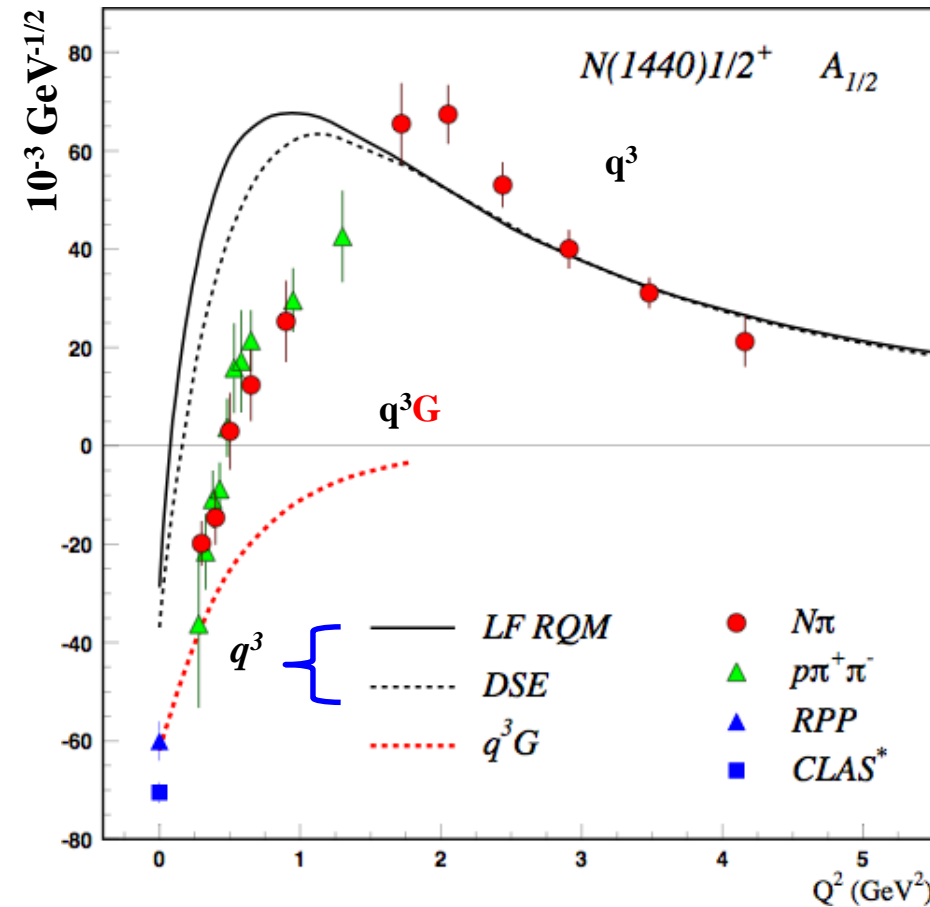 10⁻³ GeV⁻¹/²
80
60
40
20
0
-20
-40
-60
-80
N(1440)1/2⁺ A₁/₂
q³
q³G
q³
LF RQM
DSE
q³G
Nπ
pπ⁺π⁻
RPP
CLAS*
0 1 2 3 4 5
Q² (GeV²)